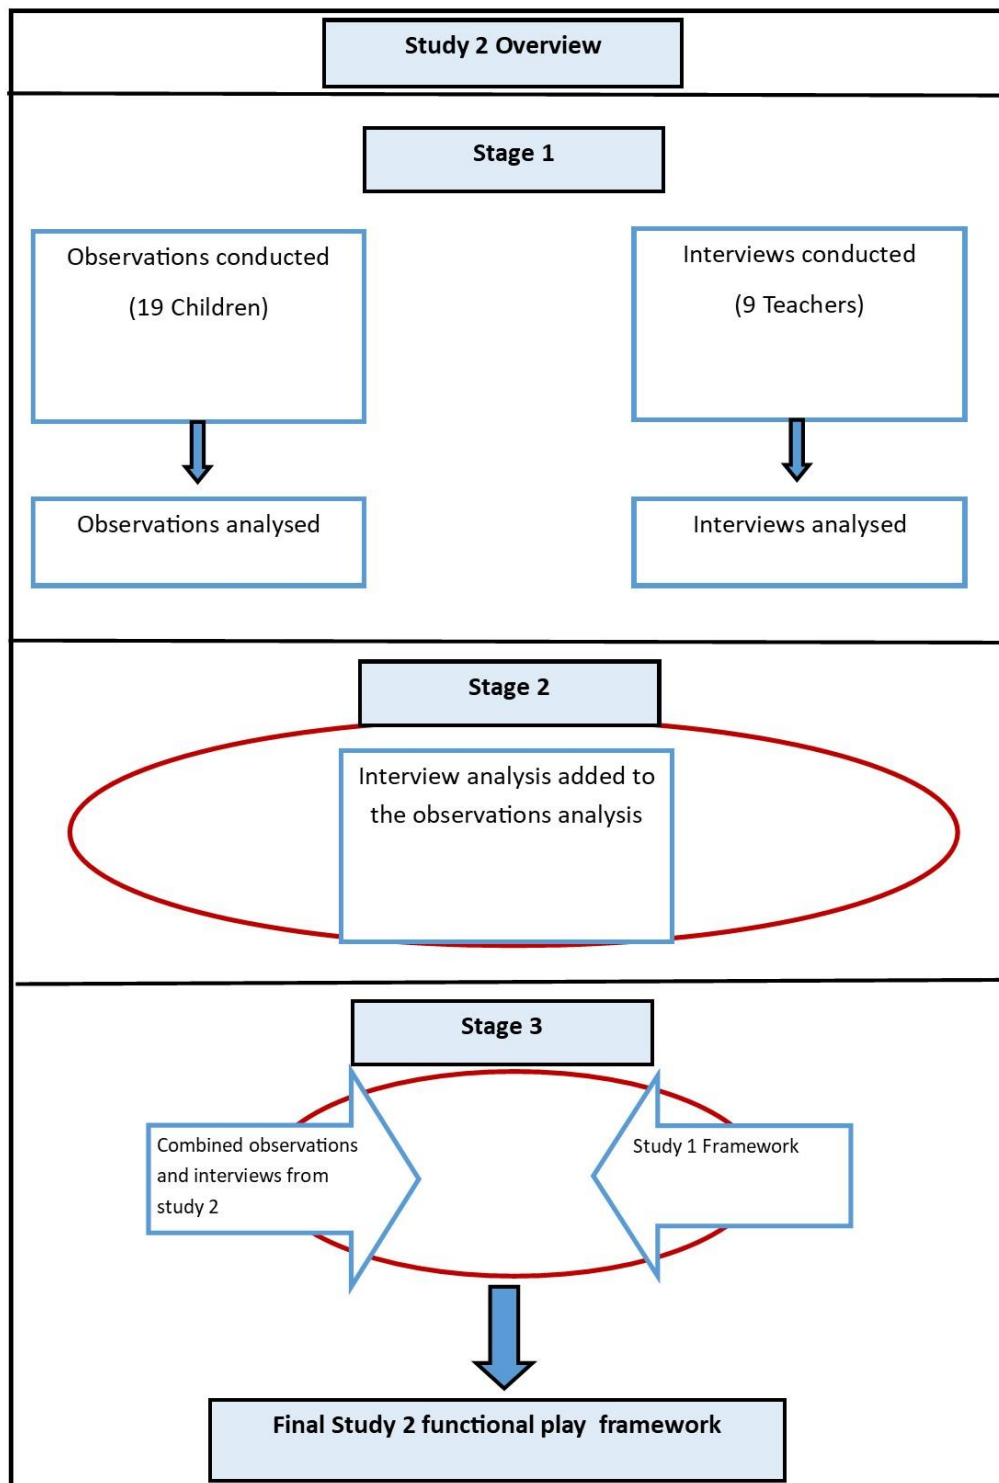 Study 2 Overview
Stage 1
Observations conducted
(19 Children)
Interviews conducted
(9 Teachers)
Observations analysed
Interviews analysed
Stage 2
Interview analysis added to
the observations analysis
Stage 3
Combined observations
and interviews from
study 2
Study 1 Framework
Final Study 2 functional play  framework